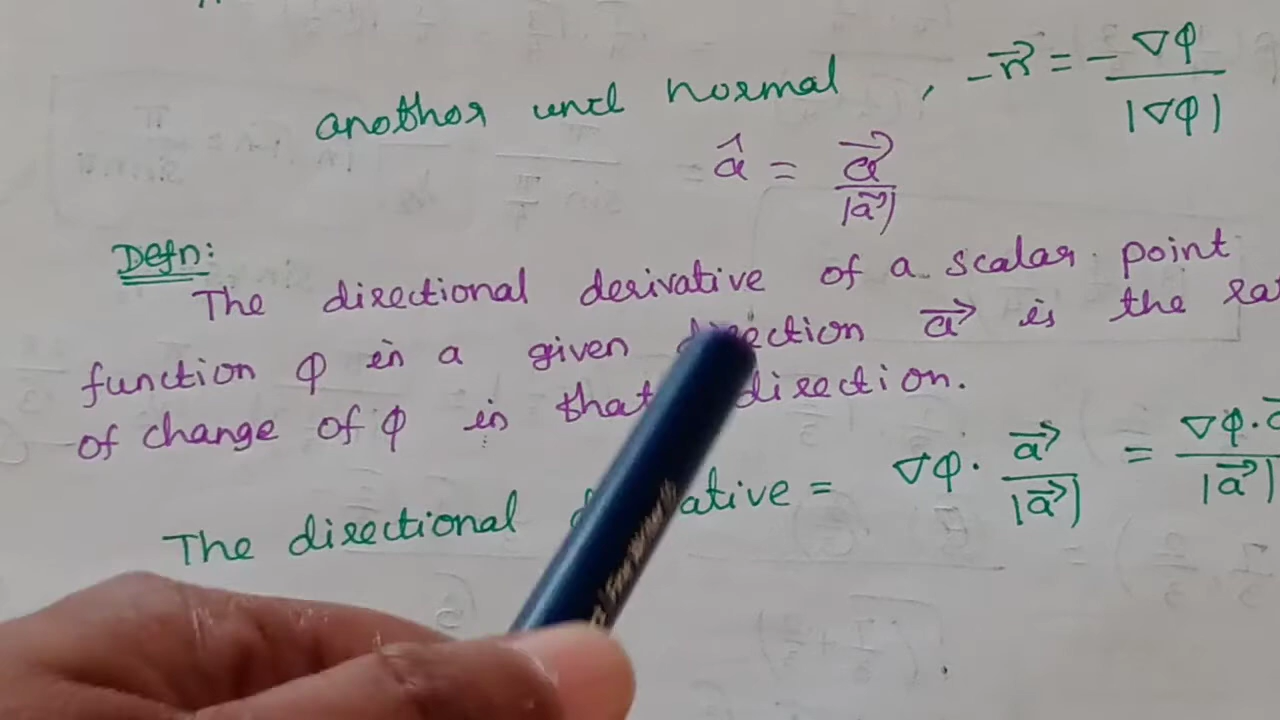 another unit normal , -n⃗ = - ∇φ / |∇φ|
â = a⃗ / |a⃗|
Defn:
The directional derivative of a scalar point
function φ in a given direction a⃗ is the ra
of change of φ in that direction.
The directional d ative = ∇φ · a⃗ / |a⃗| = ∇φ · a / |a⃗|